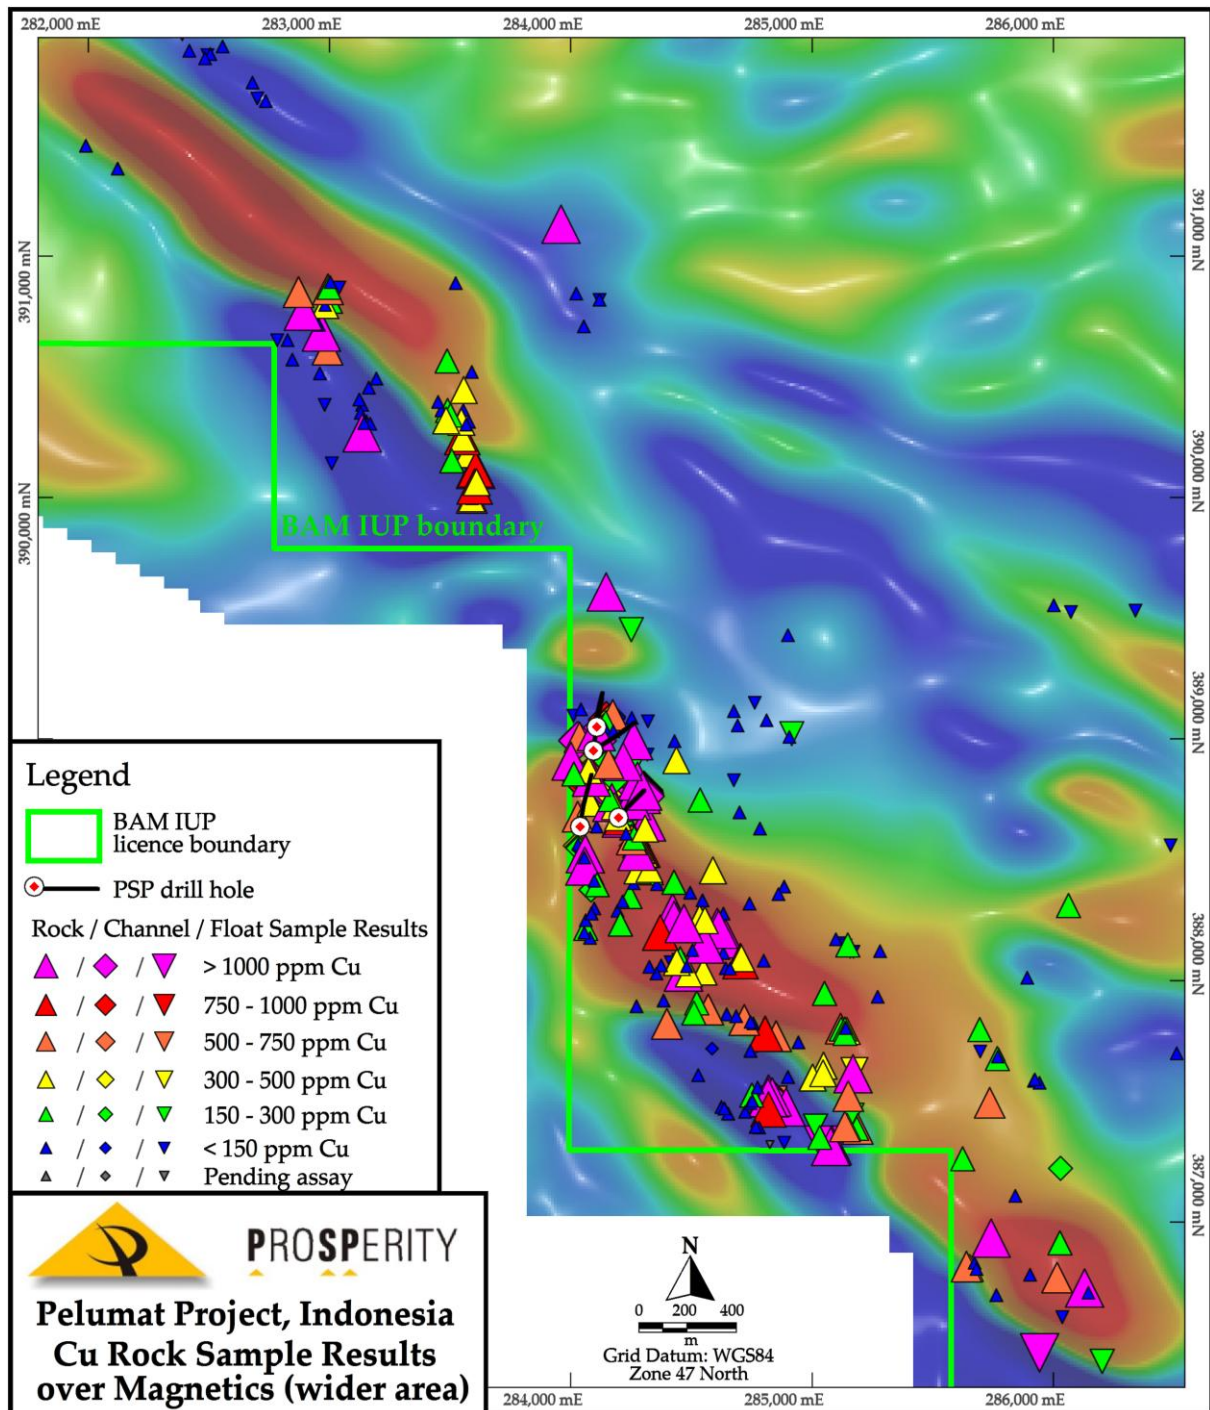 282,000 mE
283,000 mE
284,000 mE
285,000 mE
286,000 mE
391,000 mN
391,000 mN
390,000 mN
390,000 mN
BAM IUP boundary
389,000 mN
388,000 mN
387,000 mN
Legend
BAM IUP
licence boundary
PSP drill hole
Rock / Channel / Float Sample Results
/ / > 1000 ppm Cu
/ / 750 - 1000 ppm Cu
/ / 500 - 750 ppm Cu
/ / 300 - 500 ppm Cu
/ / 150 - 300 ppm Cu
/ / < 150 ppm Cu
/ / Pending assay
PROSPERITY
Pelumat Project, Indonesia
Cu Rock Sample Results
over Magnetics (wider area)
N
0 200 400
m
Grid Datum: WGS84
Zone 47 North
284,000 mE
285,000 mE
286,000 mE